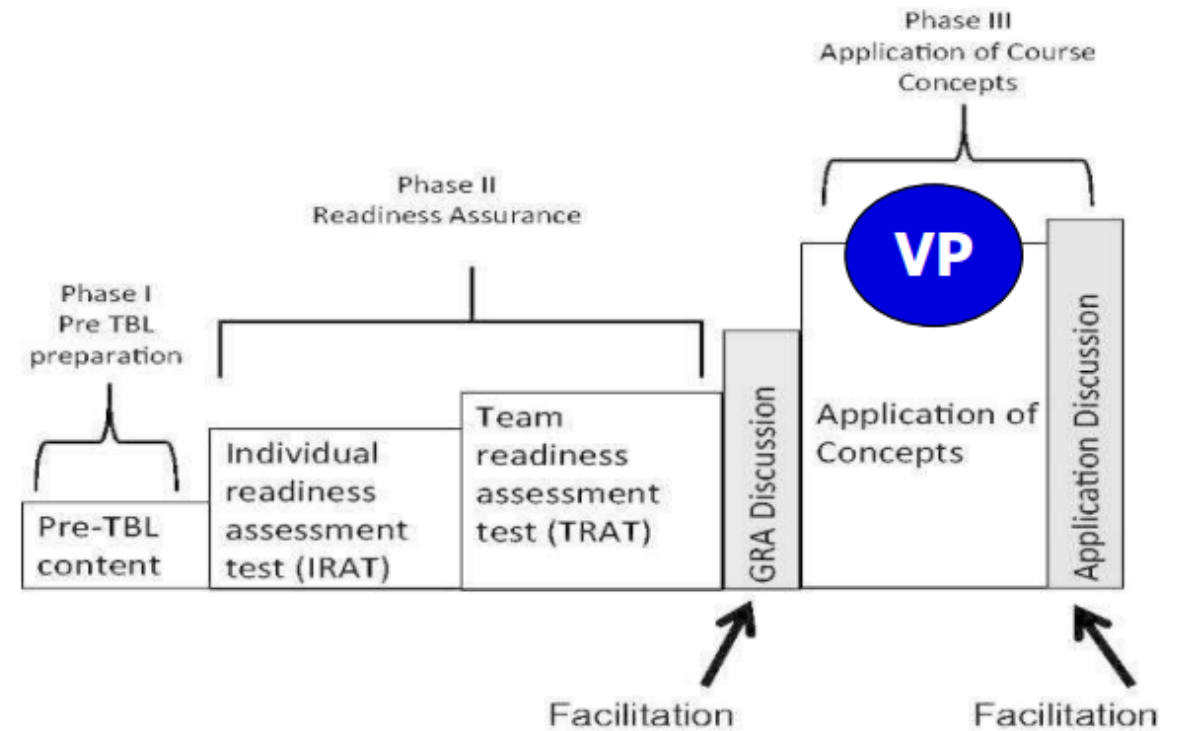 Phase III
Application of Course
Concepts
Phase II
Readiness Assurance
Phase I
Pre TBL
preparation
VP
Pre-TBL
content
Individual
readiness
assessment
test (IRAT)
Team
readiness
assessment
test (TRAT)
GRA Discussion
Application of
Concepts
Application Discussion
Facilitation
Facilitation